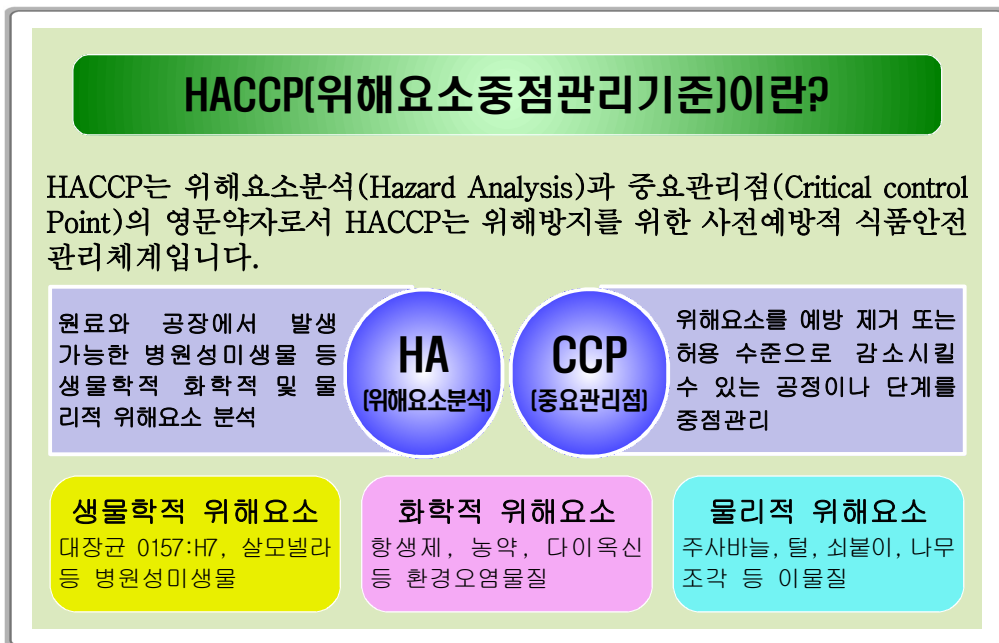 HACCP(위해요소중점관리기준)이란?
HACCP는 위해요소분석(Hazard Analysis)과 중요관리점(Critical control
Point)의 영문약자로서 HACCP는 위해방지를 위한 사전예방적 식품안전
관리체계입니다.
원료와 공장에서 발생
가능한 병원성미생물 등
생물학적 화학적 및 물
리적 위해요소 분석
HA
(위해요소분석)
CCP
(중요관리점)
위해요소를 예방 제거 또는
허용 수준으로 감소시킬
수 있는 공정이나 단계를
중점관리
생물학적 위해요소
대장균 0157:H7, 살모넬라
등 병원성미생물
화학적 위해요소
항생제, 농약, 다이옥신
등 환경오염물질
물리적 위해요소
주사바늘, 털, 쇠붙이, 나무
조각 등 이물질